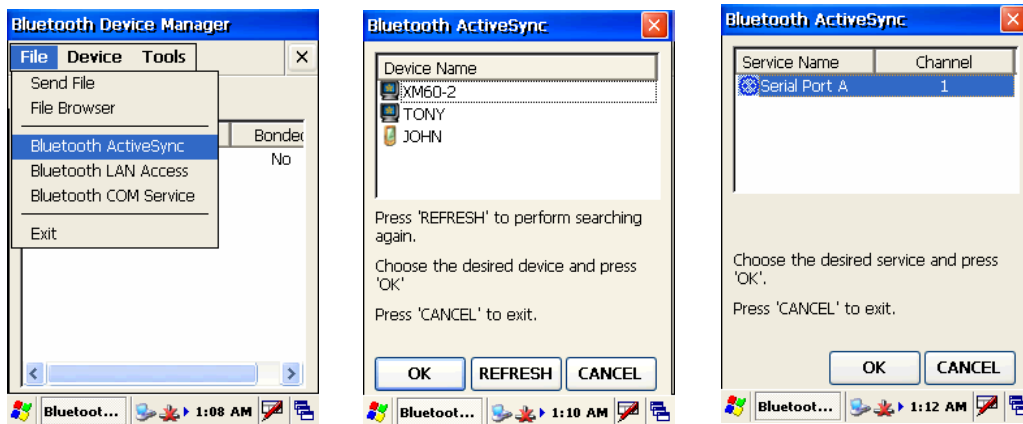 Bluetooth Device Manager
File Device Tools
Send File
File Browser
Bluetooth ActiveSync
Bluetooth LAN Access
Bluetooth COM Service
Exit
Bonded
No
Bluetoot... 1:08 AM
Bluetooth ActiveSync
Device Name
XM60-2
TONY
JOHN
Press 'REFRESH' to perform searching
again.
Choose the desired device and press
'OK'
Press 'CANCEL' to exit.
OK REFRESH CANCEL
Bluetoot... 1:10 AM
Bluetooth ActiveSync
Service Name Channel
Serial Port A 1
Choose the desired service and press
'OK'.
Press 'CANCEL' to exit.
OK CANCEL
Bluetoot... 1:12 AM